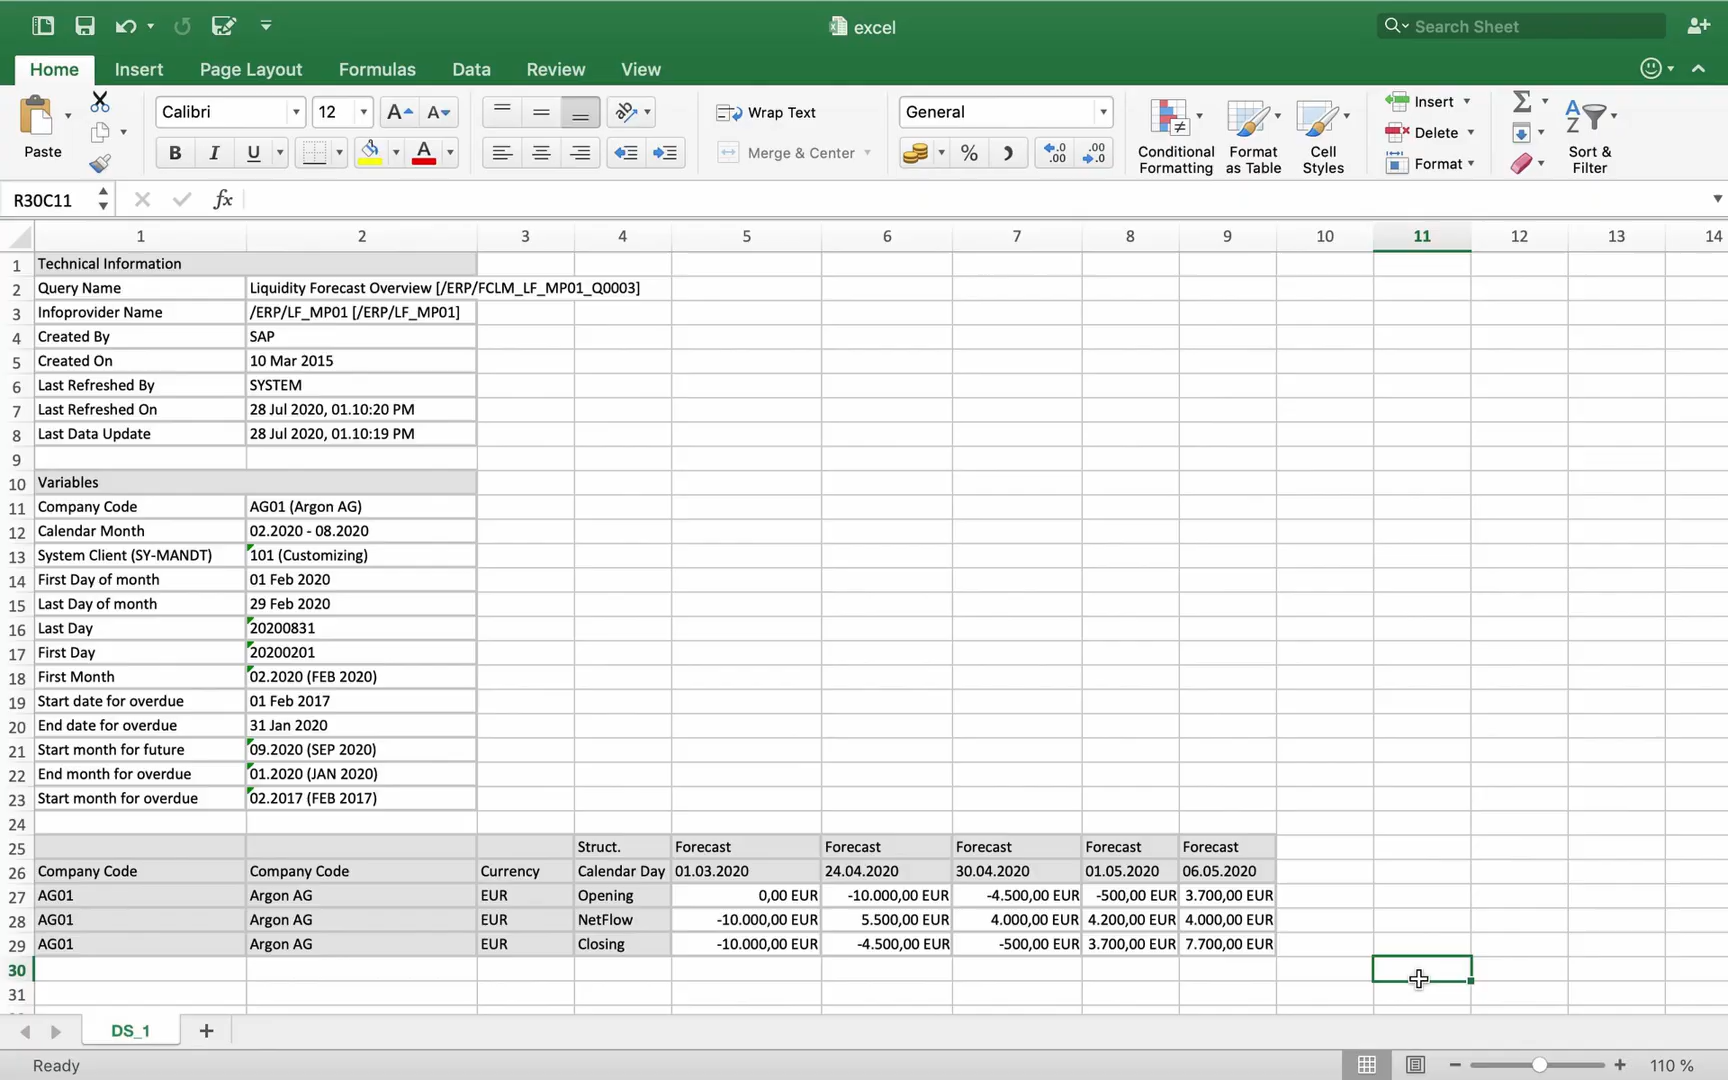 excel
Search Sheet
Home Insert Page Layout Formulas Data Review View
Paste
Calibri 12 A A ab
Wrap Text
General
Insert
Delete
Format
B I U A
Merge & Center
% .0 .00 .00 .0
Conditional Formatting
Format as Table
Cell Styles
A Z
Sort & Filter
R30C11 fx
1 2 3 4 5 6 7 8 9 10 11 12 13 14
1 Technical Information
2 Query Name Liquidity Forecast Overview [/ERP/FCLM_LF_MP01_Q0003]
3 Infoprovider Name /ERP/LF_MP01 [/ERP/LF_MP01]
4 Created By SAP
5 Created On 10 Mar 2015
6 Last Refreshed By SYSTEM
7 Last Refreshed On 28 Jul 2020, 01.10:20 PM
8 Last Data Update 28 Jul 2020, 01.10:19 PM
9
10 Variables
11 Company Code AG01 (Argon AG)
12 Calendar Month 02.2020 - 08.2020
13 System Client (SY-MANDT) 101 (Customizing)
14 First Day of month 01 Feb 2020
15 Last Day of month 29 Feb 2020
16 Last Day 20200831
17 First Day 20200201
18 First Month 02.2020 (FEB 2020)
19 Start date for overdue 01 Feb 2017
20 End date for overdue 31 Jan 2020
21 Start month for future 09.2020 (SEP 2020)
22 End month for overdue 01.2020 (JAN 2020)
23 Start month for overdue 02.2017 (FEB 2017)
24
25 Struct. Forecast Forecast Forecast Forecast Forecast
26 Company Code Company Code Currency Calendar Day 01.03.2020 24.04.2020 30.04.2020 01.05.2020 06.05.2020
27 AG01 Argon AG EUR Opening 0,00 EUR -10.000,00 EUR -4.500,00 EUR -500,00 EUR 3.700,00 EUR
28 AG01 Argon AG EUR NetFlow -10.000,00 EUR 5.500,00 EUR 4.000,00 EUR 4.200,00 EUR 4.000,00 EUR
29 AG01 Argon AG EUR Closing -10.000,00 EUR -4.500,00 EUR -500,00 EUR 3.700,00 EUR 7.700,00 EUR
30
31
DS_1
Ready
110 %